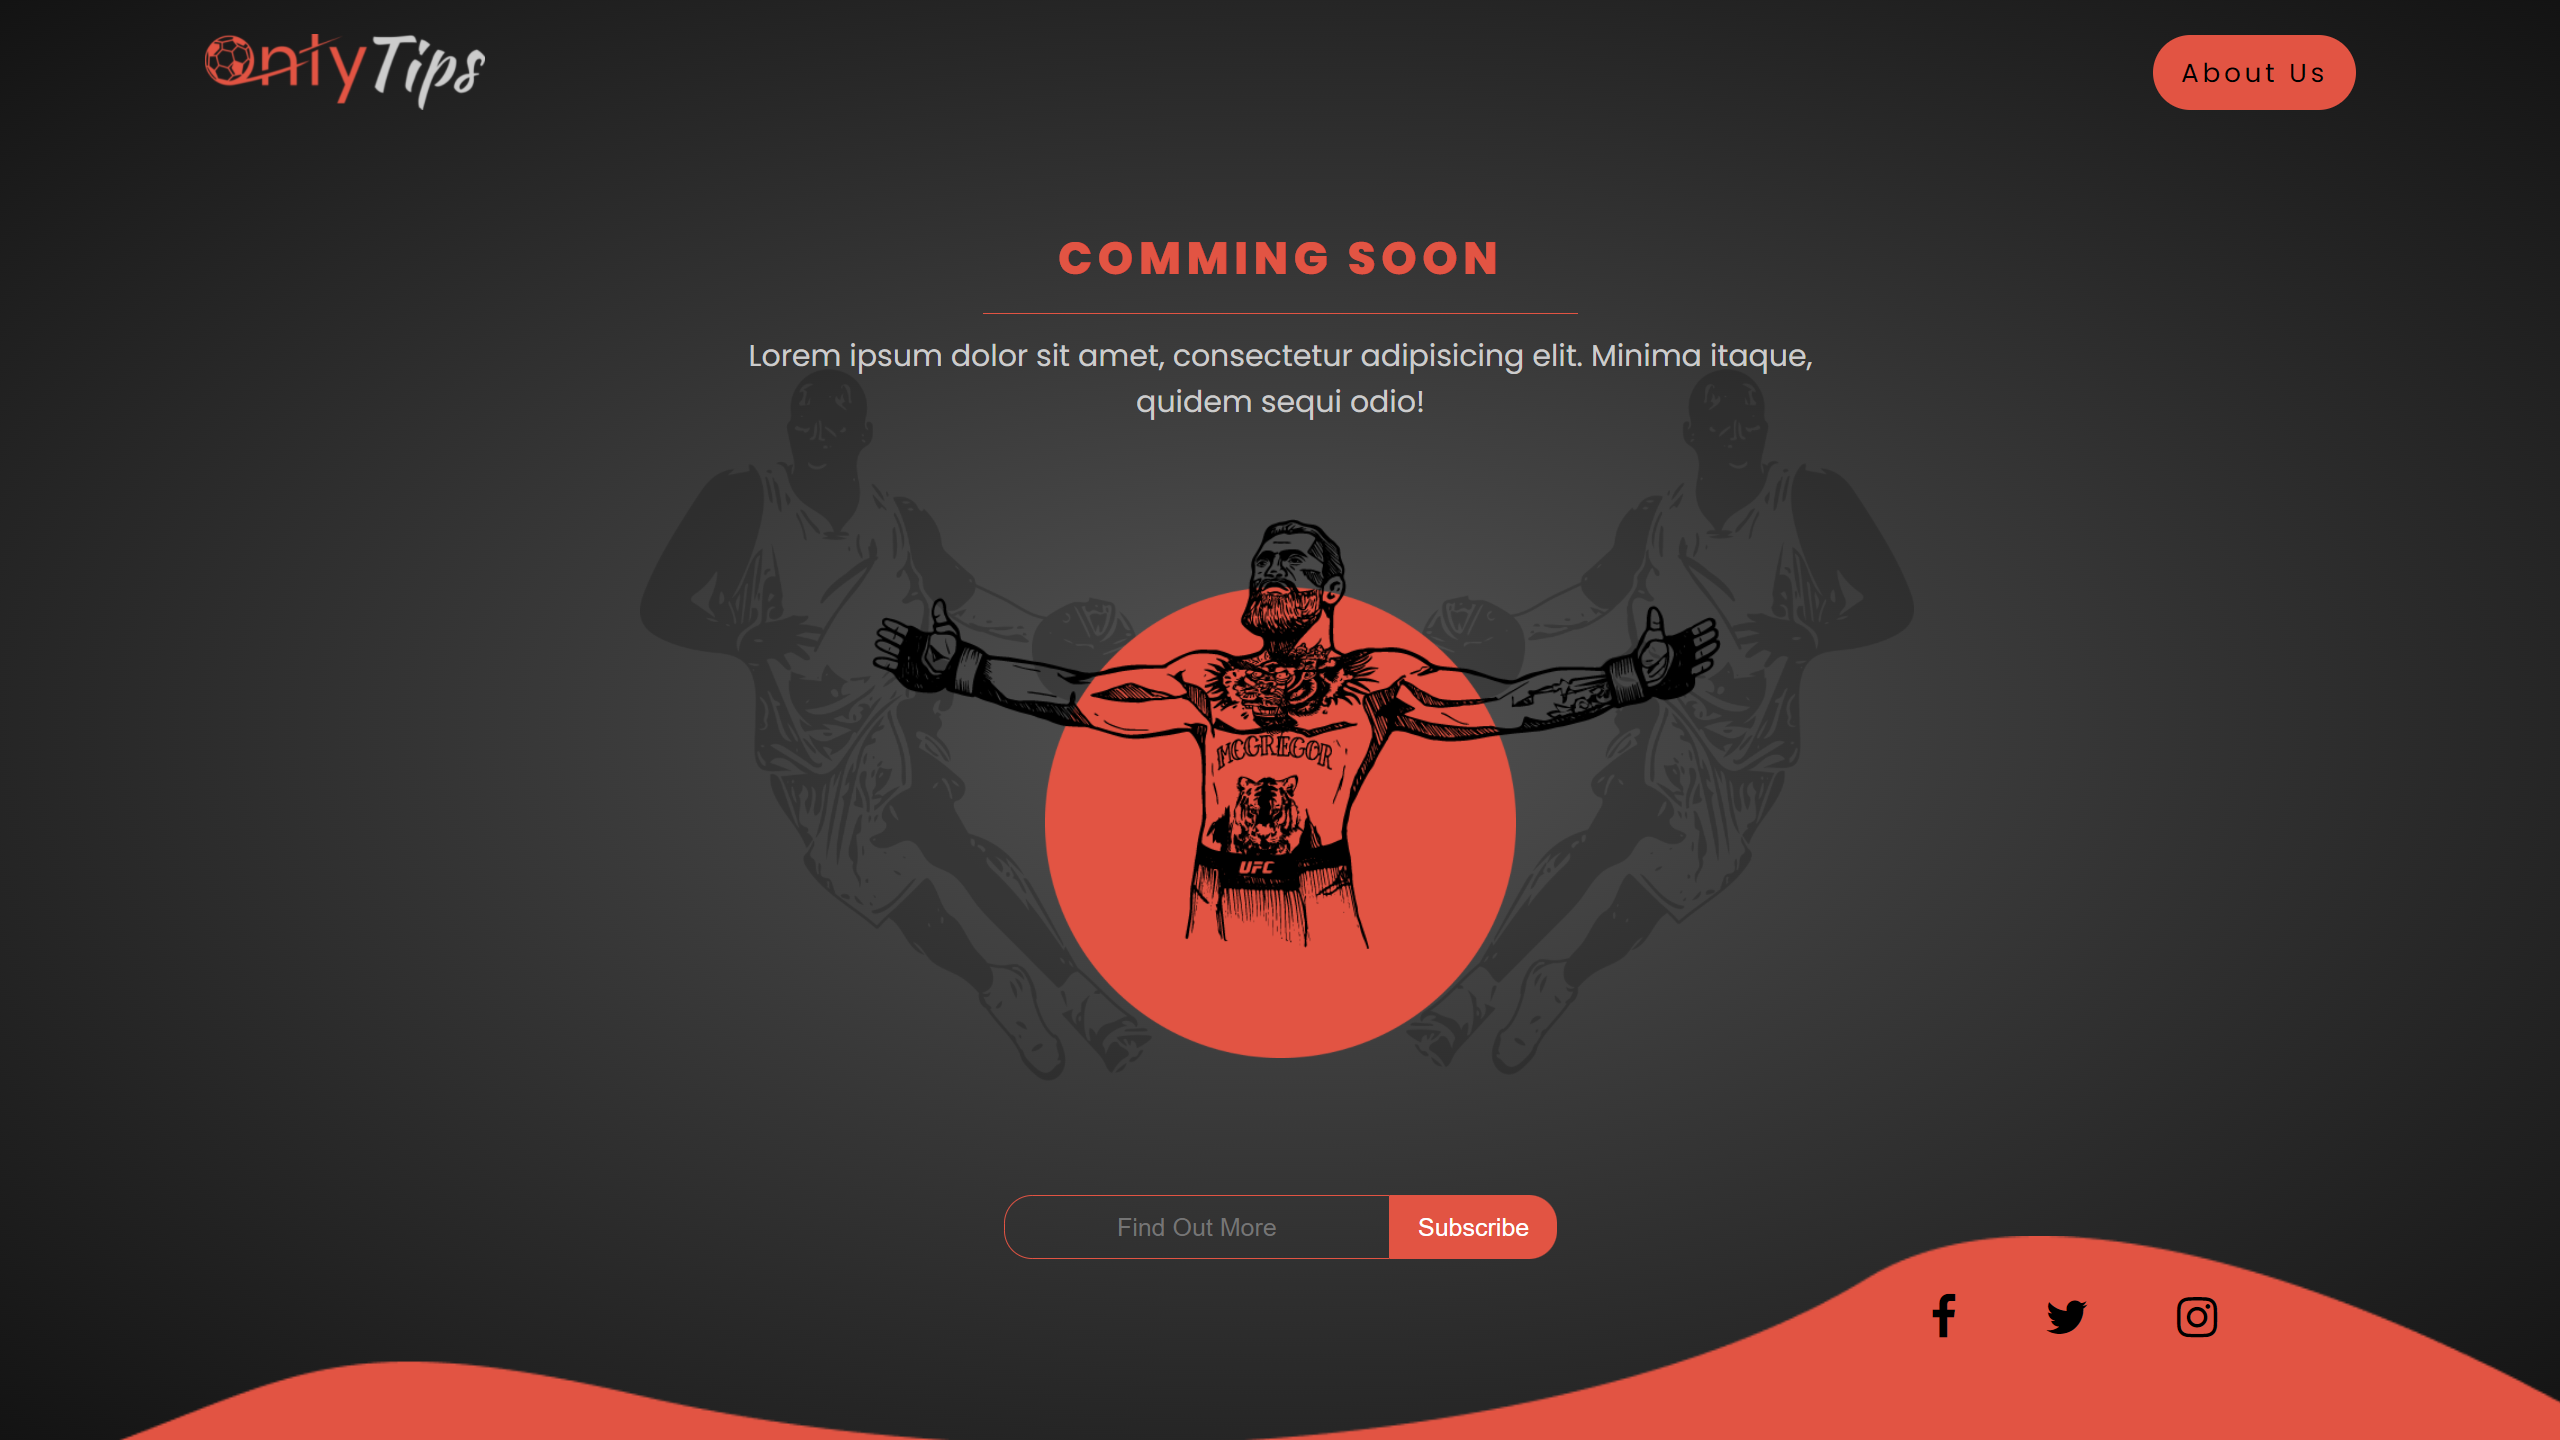 OnlyTips
About Us
COMMING SOON
Lorem ipsum dolor sit amet, consectetur adipisicing elit. Minima itaque,
quidem sequi odio!
MCGREGOR
UFC
Find Out More
Subscribe